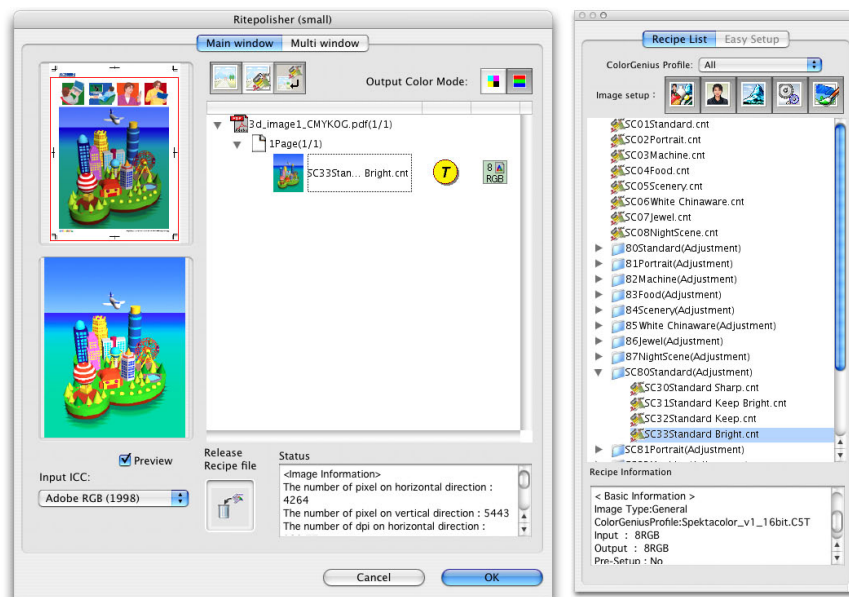 Ritepolisher (small)
Main window
Multi window
Output Color Mode:
3d_image1_CMYKOG.pdf(1/1)
1Page(1/1)
SC33Stan... Bright.cnt
T
8
RGB
Preview
Input ICC:
Adobe RGB (1998)
Release
Recipe file
Status
<Image Information>
The number of pixel on horizontal direction :
4264
The number of pixel on vertical direction : 5443
The number of dpi on horizontal direction :
Cancel
OK
Recipe List
Easy Setup
ColorGenius Profile:
All
Image setup :
SC01Standard.cnt
SC02Portrait.cnt
SC03Machine.cnt
SC04Food.cnt
SC05Scenery.cnt
SC06White Chinaware.cnt
SC07Jewel.cnt
SC08NightScene.cnt
80Standard(Adjustment)
81Portrait(Adjustment)
82Machine(Adjustment)
83Food(Adjustment)
84Scenery(Adjustment)
85White Chinaware(Adjustment)
86Jewel(Adjustment)
87NightScene(Adjustment)
SC80Standard(Adjustment)
SC30Standard Sharp.cnt
SC31Standard Keep Bright.cnt
SC32Standard Keep.cnt
SC33Standard Bright.cnt
SC81Portrait(Adjustment)
Recipe Information
< Basic Information >
Image Type:General
ColorGeniusProfile:Spektacolor_v1_16bit.CST
Input : 8RGB
Output : 8RGB
Pre-Setup : No